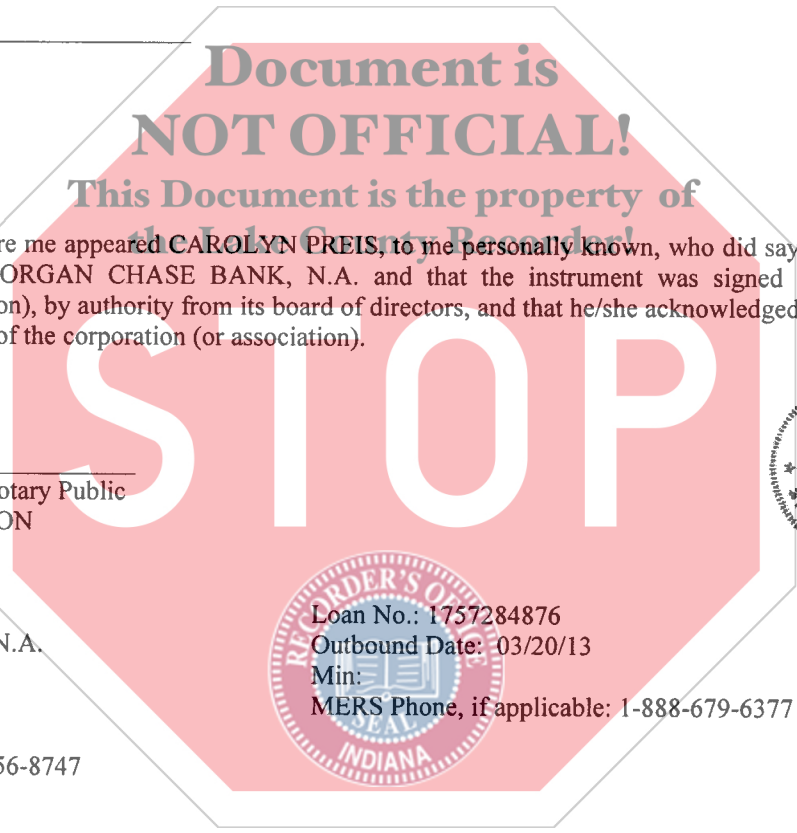 Document is
NOT OFFICIAL!
This Document is the property of
the Lake County Recorder!
re me appeared CAROLYN PREIS, to me personally known, who did say
ORGAN CHASE BANK, N.A. and that the instrument was signed
on), by authority from its board of directors, and that he/she acknowledged
of the corporation (or association).
STOP
otary Public
ON
Loan No.: 1757284876
N.A.
Outbound Date: 03/20/13
Min:
MERS Phone, if applicable: 1-888-679-6377
56-8747
RECORDER'S OFFICE
SEAL
INDIANA